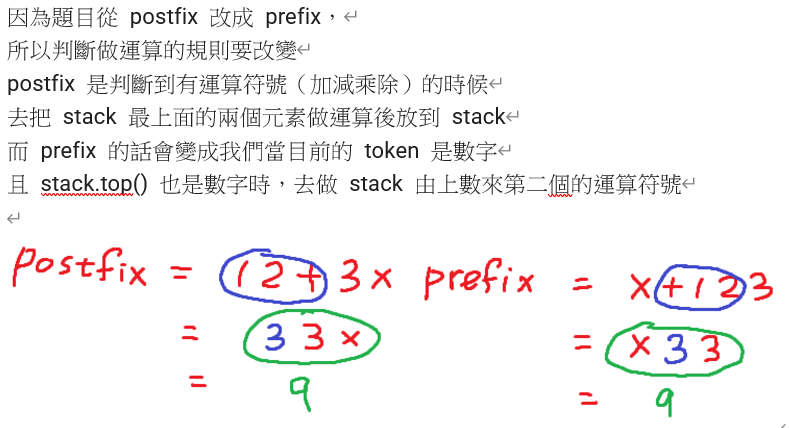 因為題目從 postfix 改成 prefix，
所以判斷做運算的規則要改變
postfix 是判斷到有運算符號（加減乘除）的時候
去把 stack 最上面的兩個元素做運算後放到 stack
而 prefix 的話會變成我們當目前的 token 是數字
且 stack.top() 也是數字時，去做 stack 由上數來第二個的運算符號
postfix = 1 2 + 3 × prefix = × + 1 2 3
= 3 3 × = × 3 3
= 9 = 9